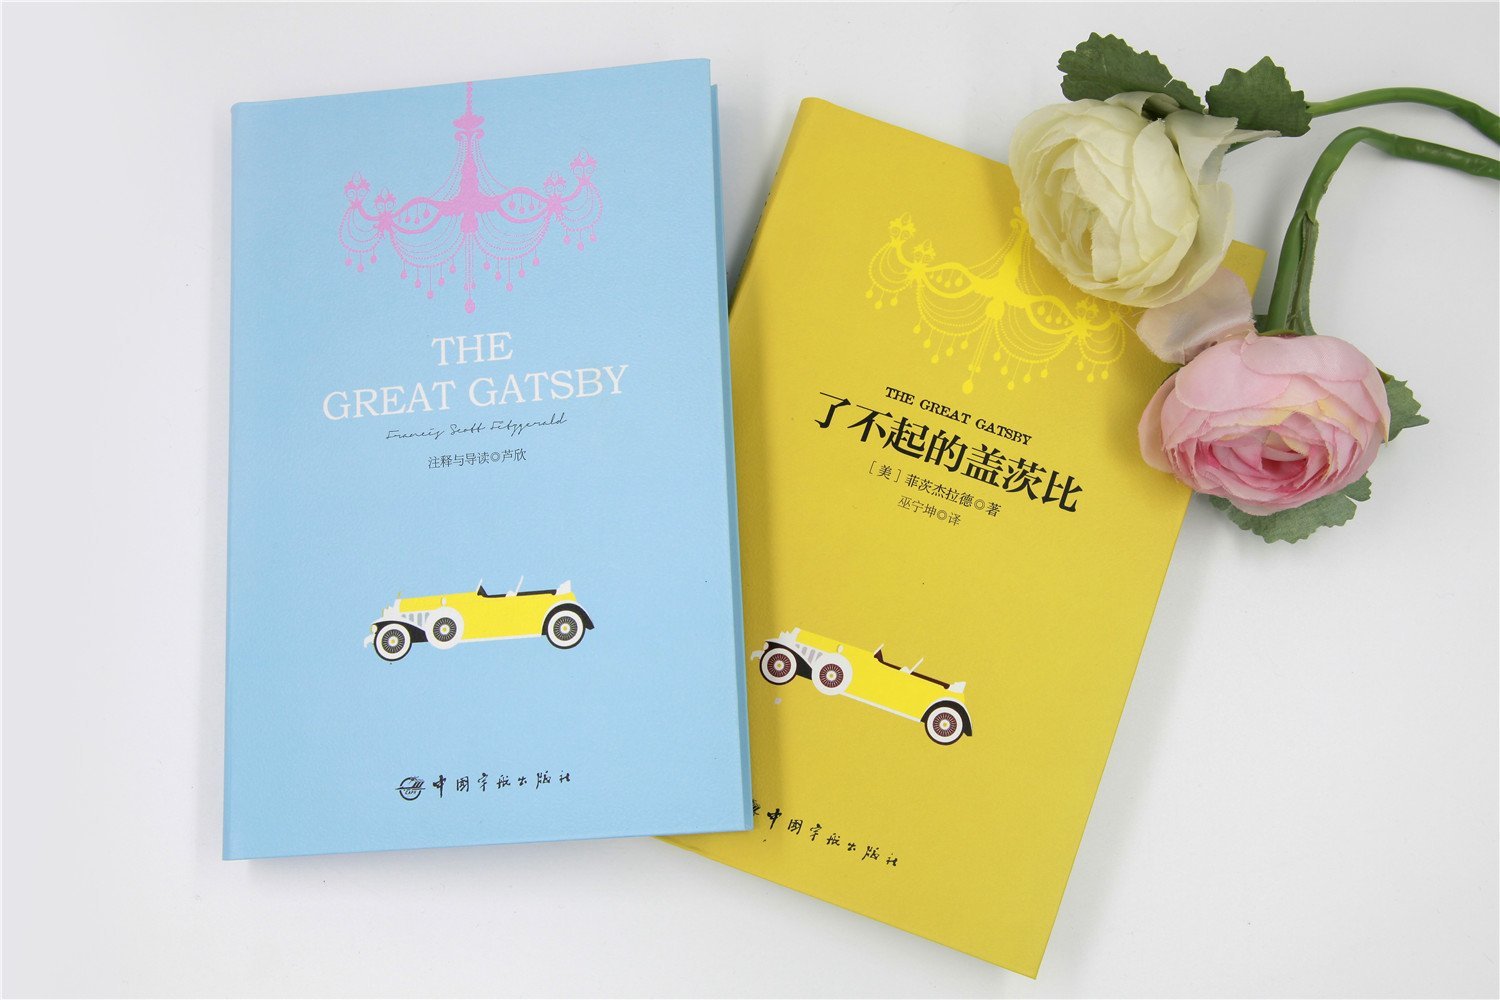 THE
GREAT GATSBY
Francis Scott Fitzgerald
注释与导读◎芦欣
中国宇航出版社
THE GREAT GATSBY
了不起的盖茨比
[美]菲茨杰拉德◎著
巫宁坤◎译
中国宇航出版社